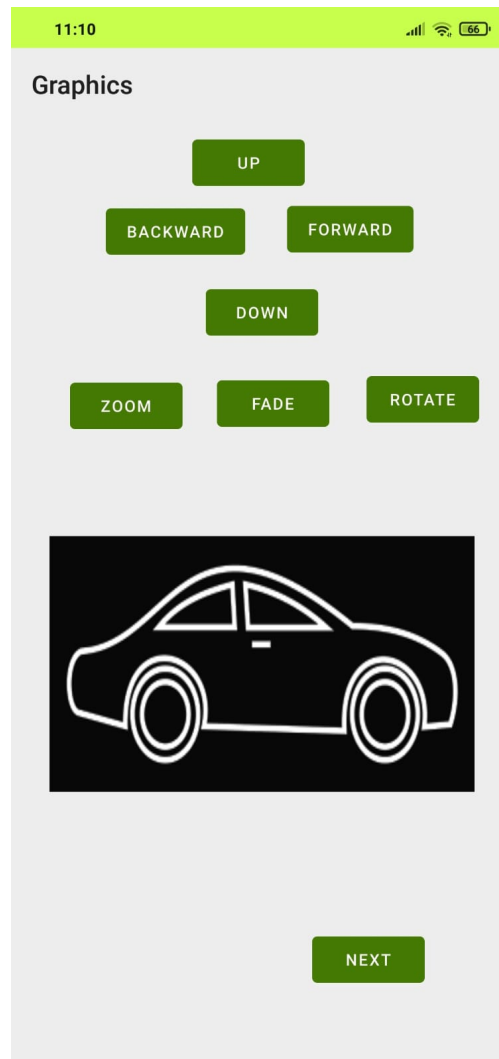 11:10
66
Graphics
UP
BACKWARD FORWARD
DOWN
ZOOM FADE ROTATE
NEXT